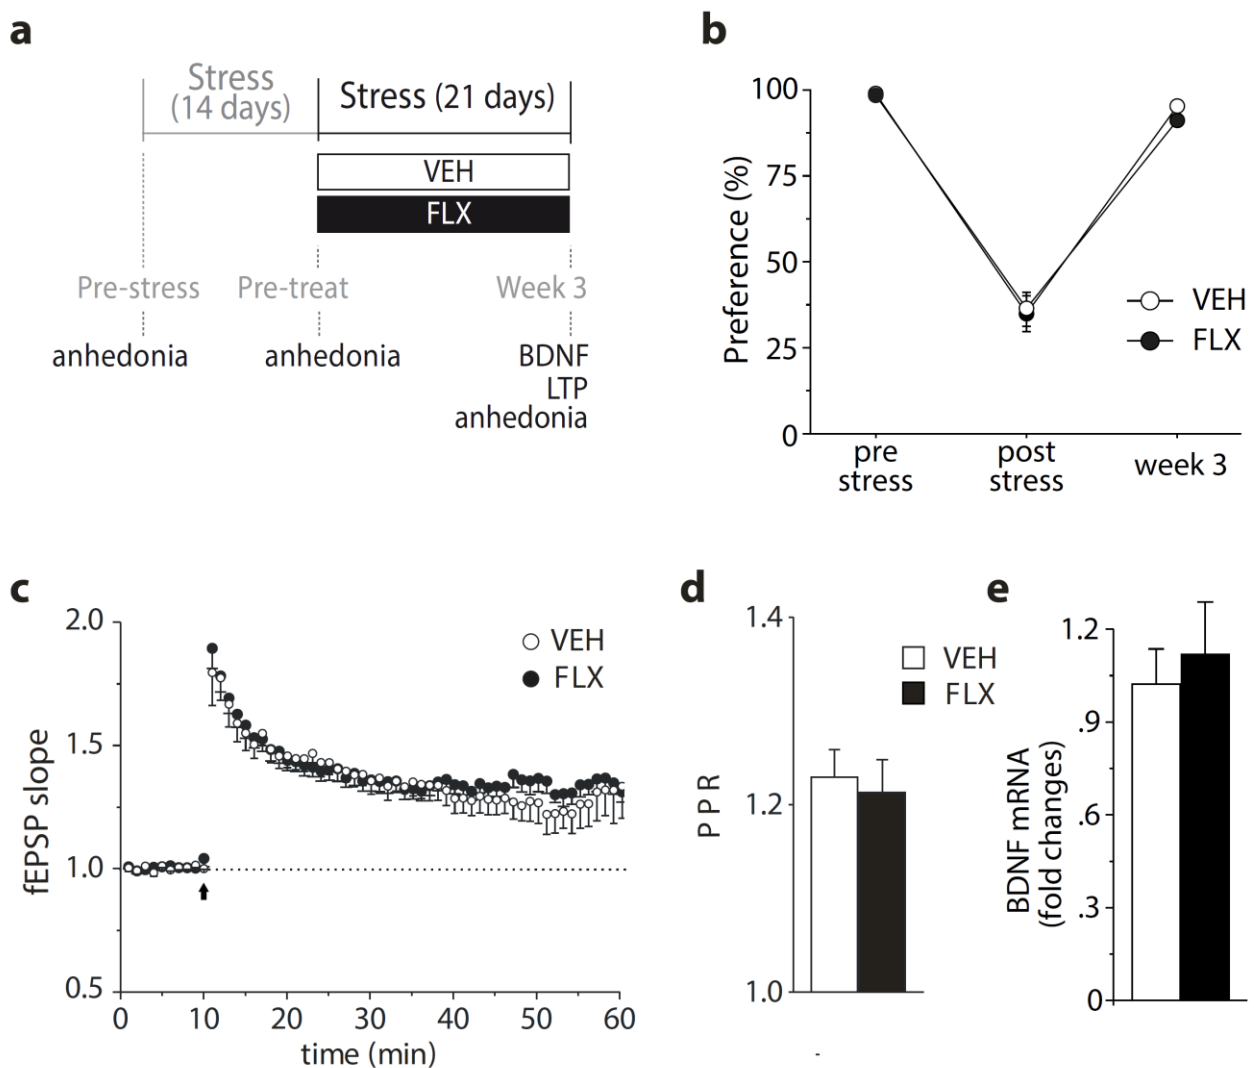 a
Stress
(14 days)
Stress (21 days)
VEH
FLX
Pre-stress
Pre-treat
Week 3
anhedonia
anhedonia
BDNF
LTP
anhedonia
b
100
75
50
25
0
Preference (%)
VEH
FLX
pre
stress
post
stress
week 3
c
2.0
1.5
1.0
0.5
fEPSP slope
VEH
FLX
0
10
20
30
40
50
60
time (min)
d
1.4
1.2
1.0
PPR
VEH
FLX
e
1.2
.9
.6
.3
0
BDNF mRNA
(fold changes)